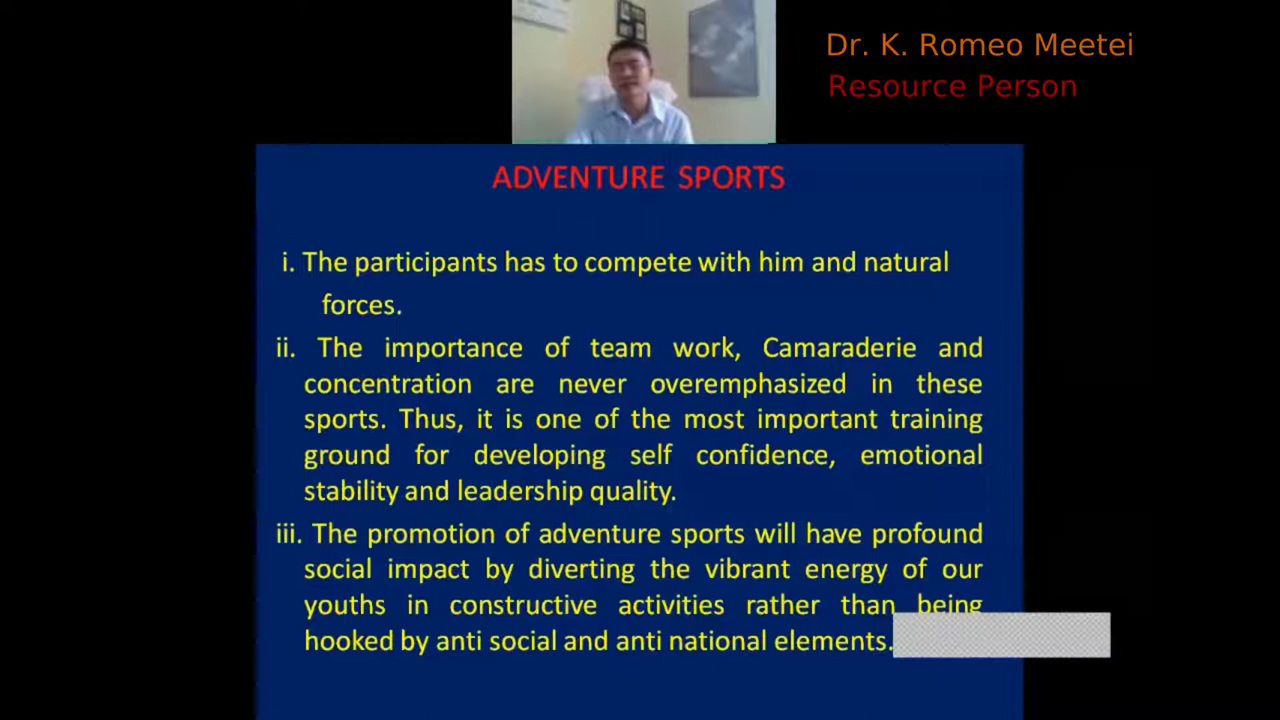 Dr. K. Romeo Meetei
Resource Person
ADVENTURE SPORTS
i. The participants has to compete with him and natural
forces.
ii. The importance of team work, Camaraderie and
concentration are never overemphasized in these
sports. Thus, it is one of the most important training
ground for developing self confidence, emotional
stability and leadership quality.
iii. The promotion of adventure sports will have profound
social impact by diverting the vibrant energy of our
youths in constructive activities rather than being
hooked by anti social and anti national elements.